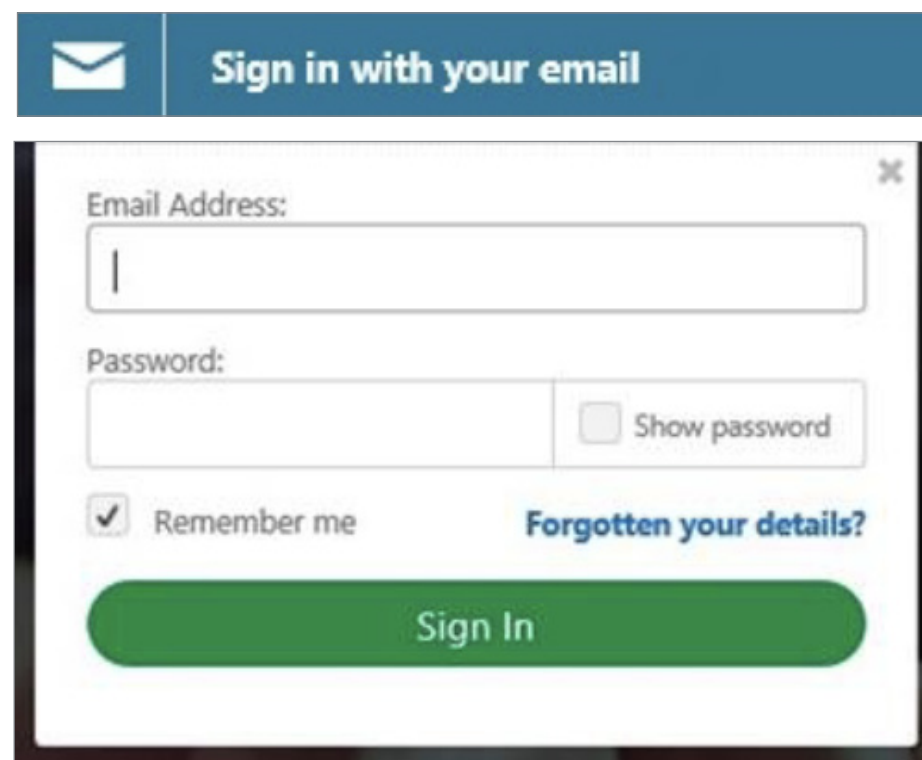 Sign in with your email
Email Address:
Password:
Show password
Remember me Forgotten your details?
Sign In